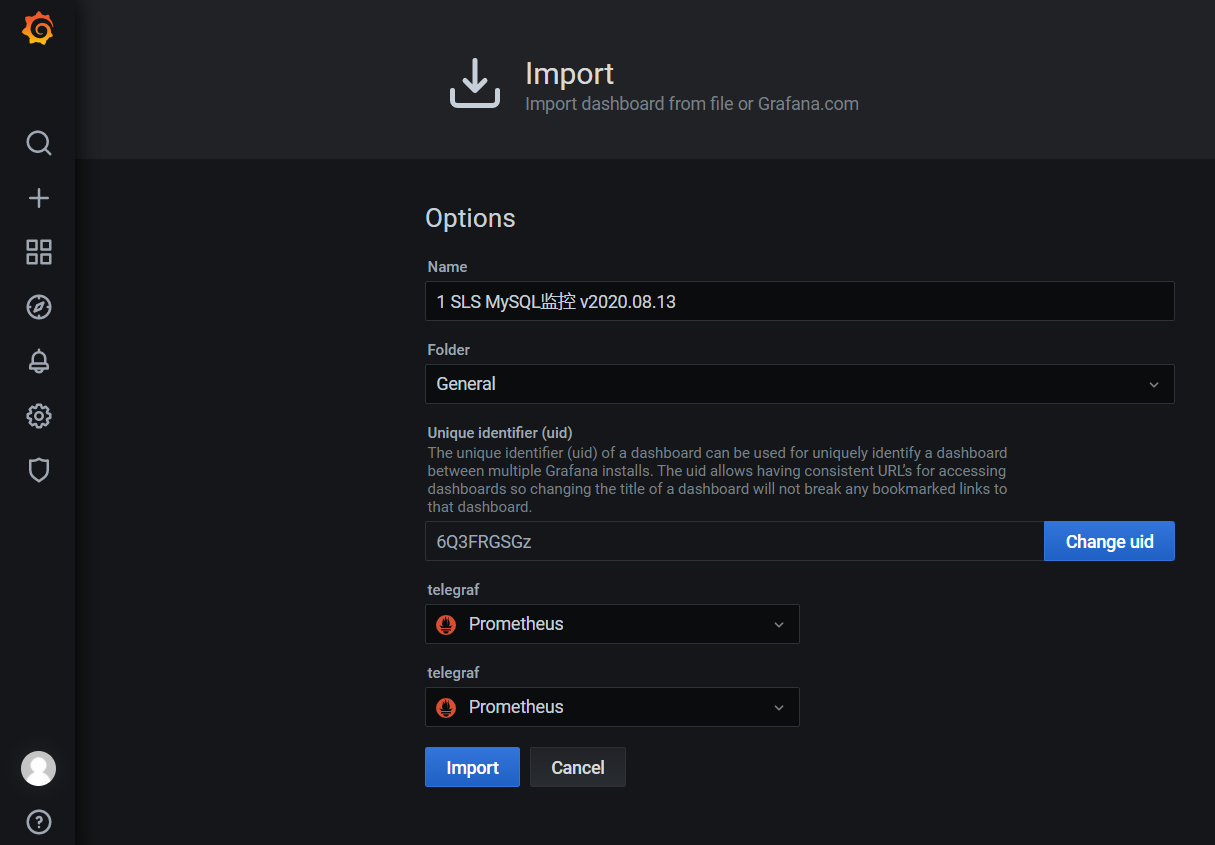 Import
Import dashboard from file or Grafana.com
Options
Name
1 SLS MySQL监控 v2020.08.13
Folder
General
Unique identifier (uid)
The unique identifier (uid) of a dashboard can be used for uniquely identify a dashboard
between multiple Grafana installs. The uid allows having consistent URL’s for accessing
dashboards so changing the title of a dashboard will not break any bookmarked links to
that dashboard.
6Q3FRGSGz
Change uid
telegraf
Prometheus
telegraf
Prometheus
Import
Cancel